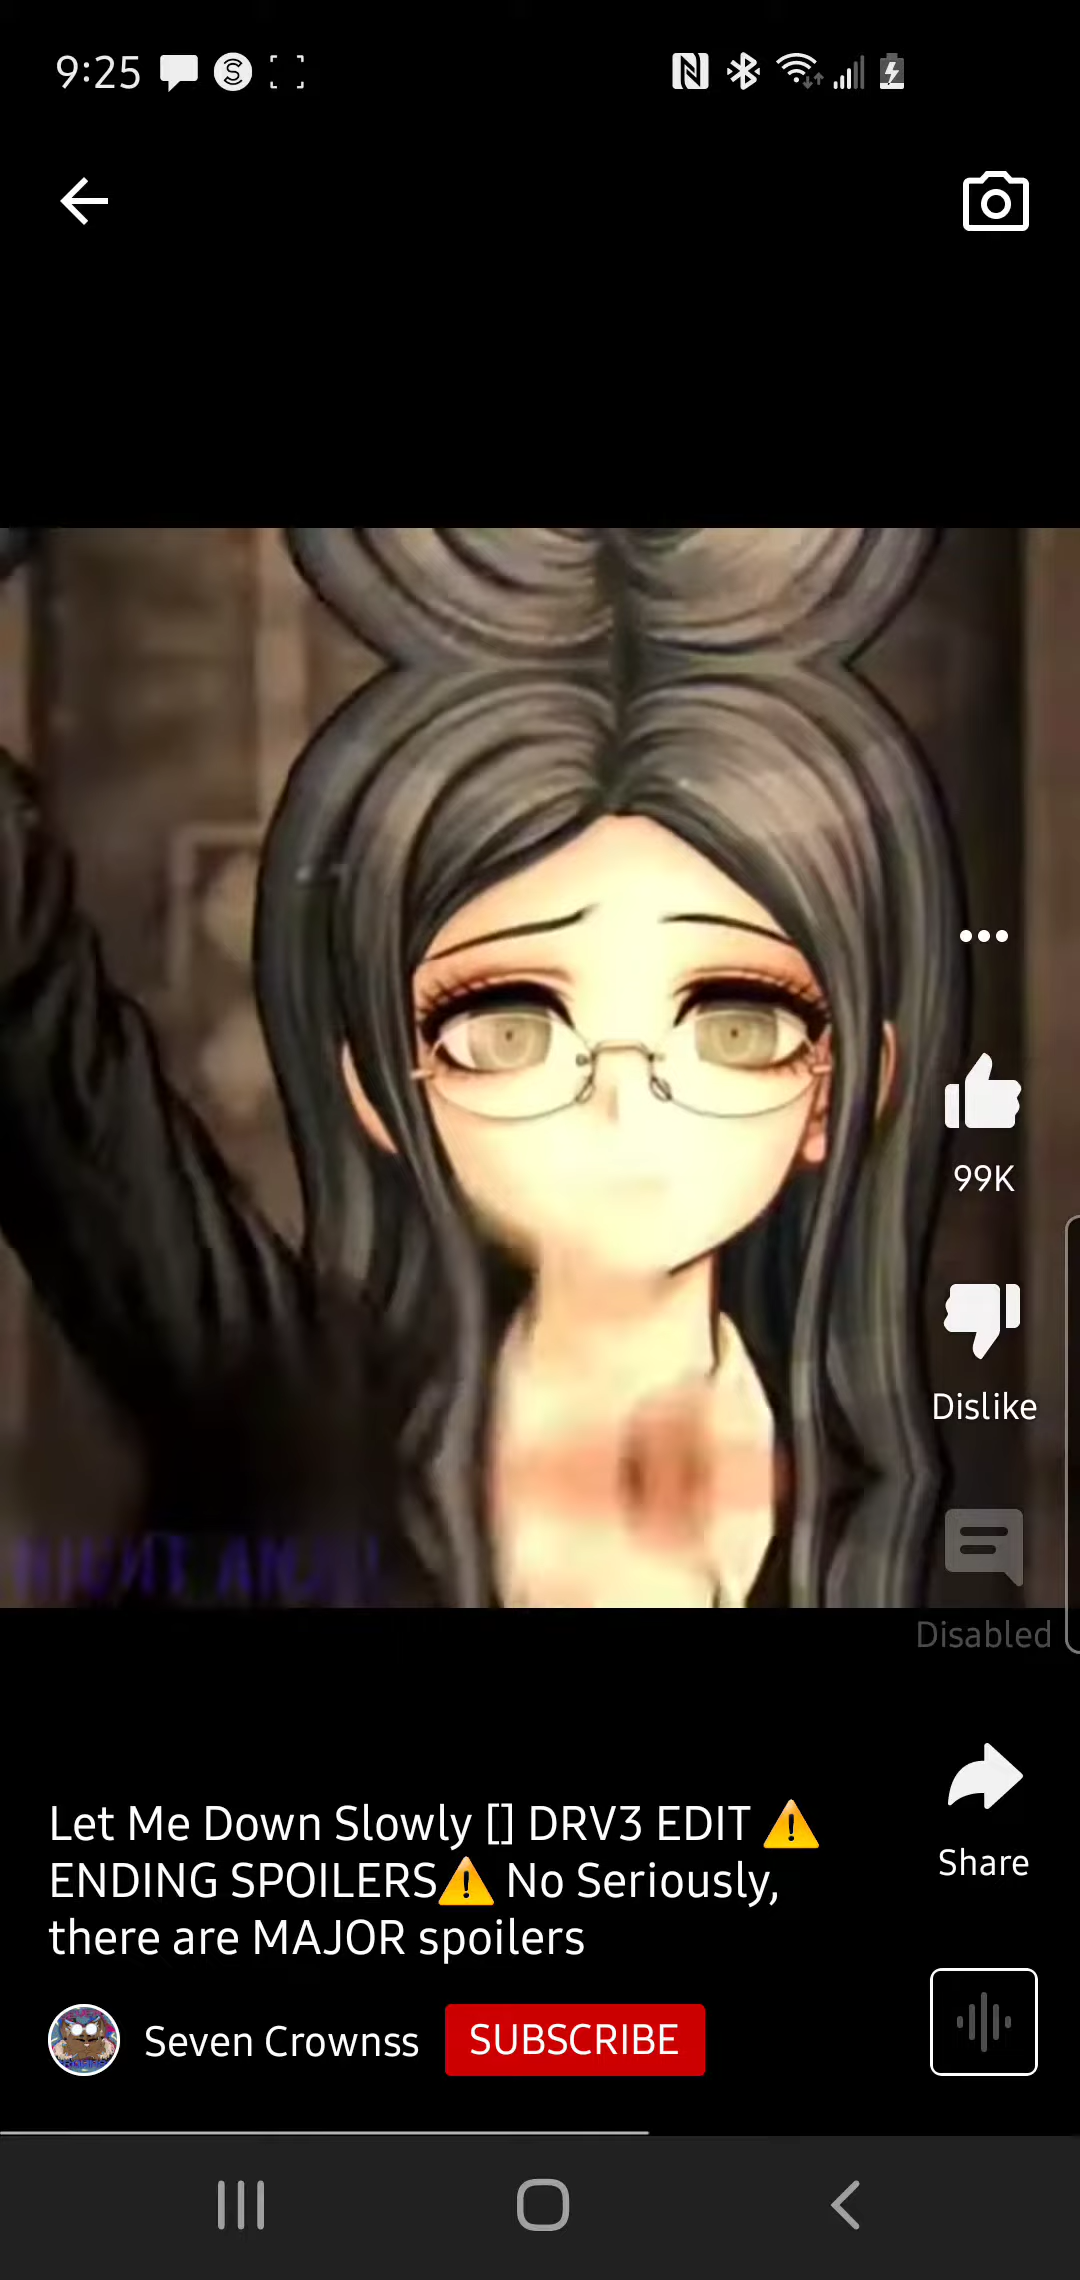 9:25
99K
Dislike
Disabled
Let Me Down Slowly [] DRV3 EDIT ⚠️
ENDING SPOILERS⚠️ No Seriously,
there are MAJOR spoilers
Share
Seven Crownss
SUBSCRIBE